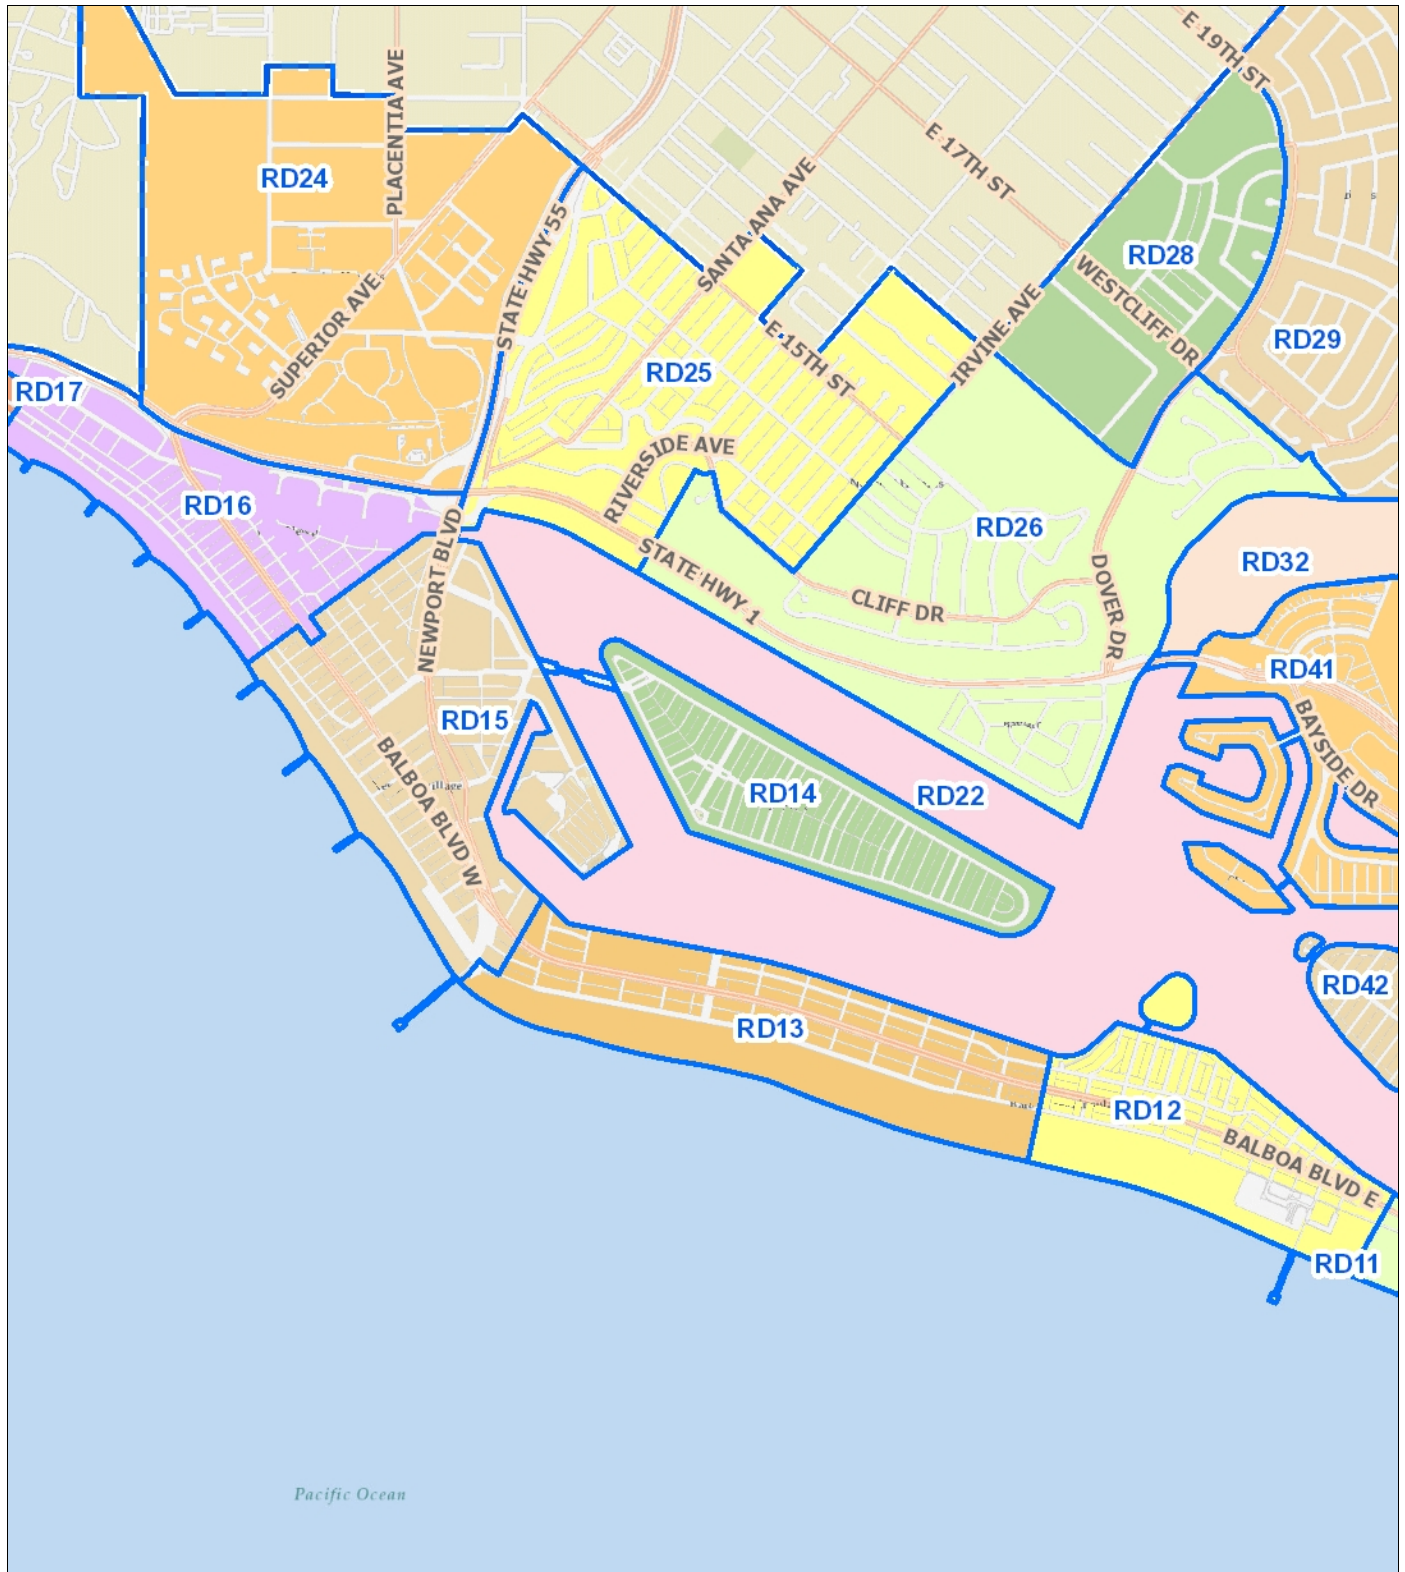 E 19TH ST
PLACENTIA AVE
E 17TH ST
RD24
SANTA ANA AVE
STATE HWY 55
RD28
WESTCLIFF DR
SUPERIOR AVE
IRVINE AVE
RD29
E 15TH ST
RD25
RD17
RIVERSIDE AVE
RD16
RD26
NEWPORT BLVD
STATE HWY 1
RD32
CLIFF DR
DOVER DR
RD41
RD15
BAYSIDE DR
BALBOA BLVD W
RD14
RD22
RD42
RD13
RD12
BALBOA BLVD E
RD11
Pacific Ocean